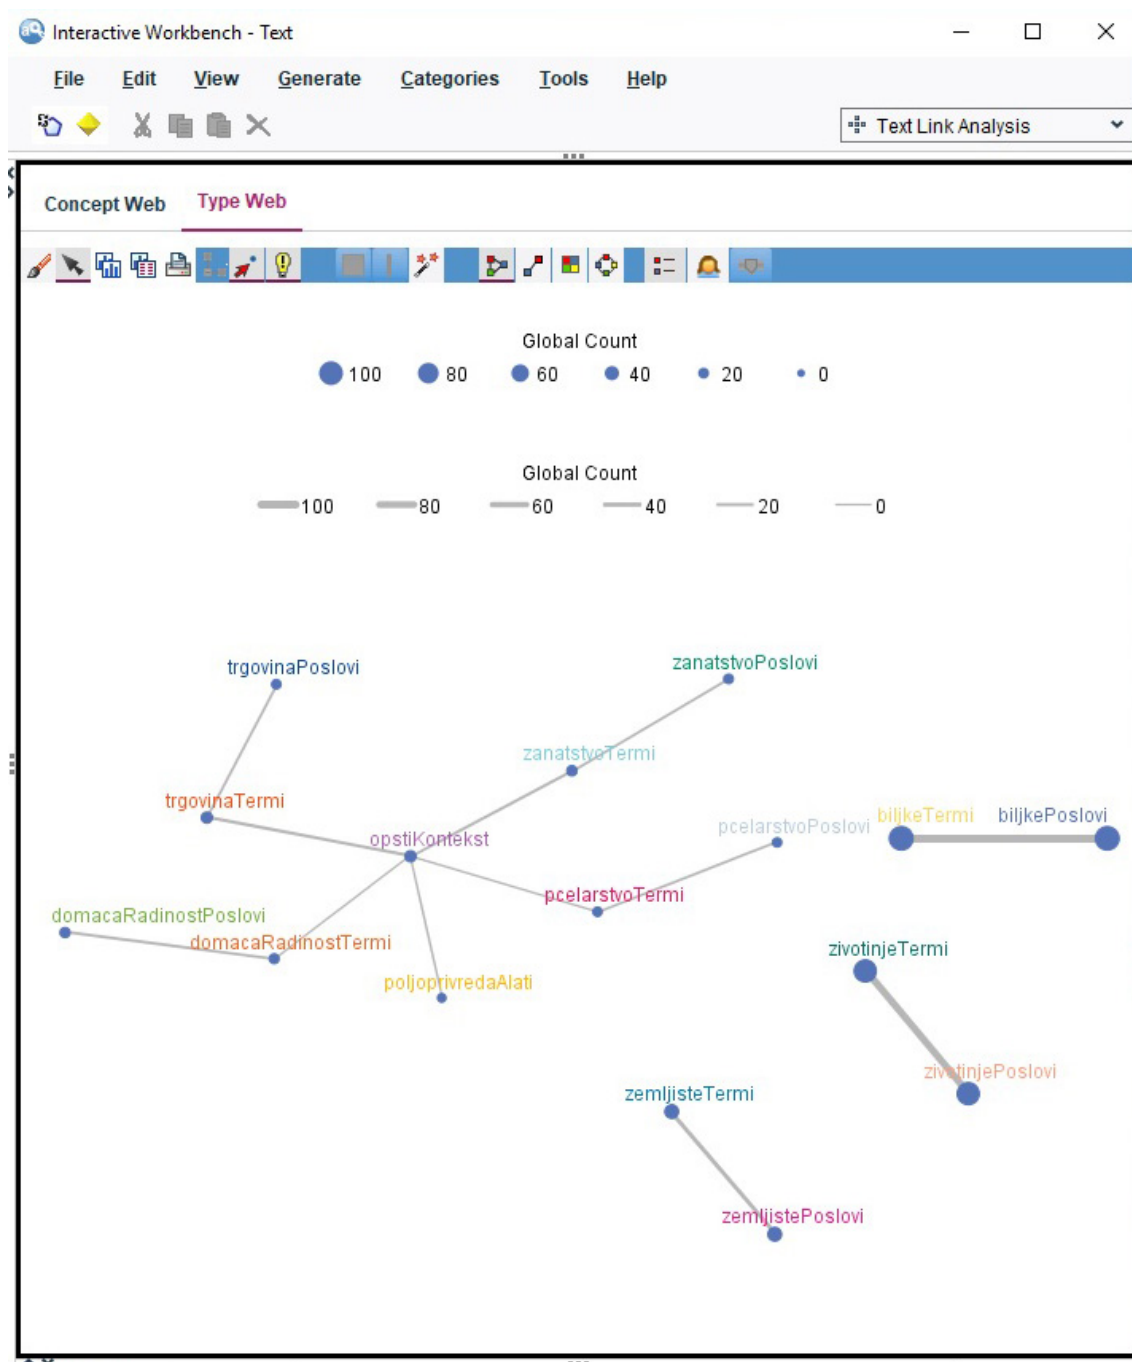 Interactive Workbench - Text
File Edit View Generate Categories Tools Help
Text Link Analysis
Concept Web Type Web
Global Count
100 80 60 40 20 0
Global Count
100 80 60 40 20 0
trgovinaPoslovi
zanatstvoPoslovi
zanatstvoTermi
trgovinaTermi
opstiKontekst
pcelarstvoPoslovi
biljkeTermi
biljkePoslovi
pcelarstvoTermi
domacaRadinostPoslovi
domacaRadinostTermi
zivotinjeTermi
poljoprivredaAlati
zivotinjePoslovi
zemljisteTermi
zemljistePoslovi